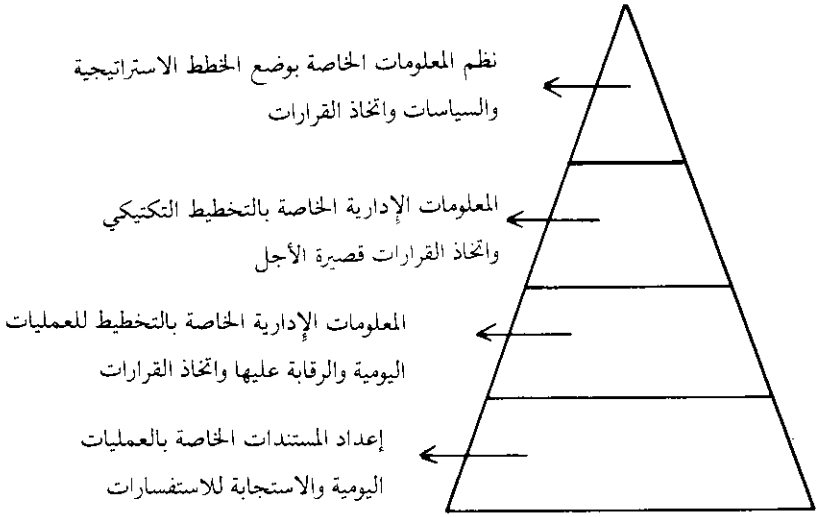 نظم المعلومات الخاصة بوضع الخطط الاستراتيجية
والسياسات واتخاذ القرارات
المعلومات الإدارية الخاصة بالتخطيط التكتيكي
واتخاذ القرارات قصيرة الأجل
المعلومات الإدارية الخاصة بالتخطيط للعمليات
اليومية والرقابة عليها واتخاذ القرارات
إعداد المستندات الخاصة بالعمليات
اليومية والاستجابة للاستفسارات